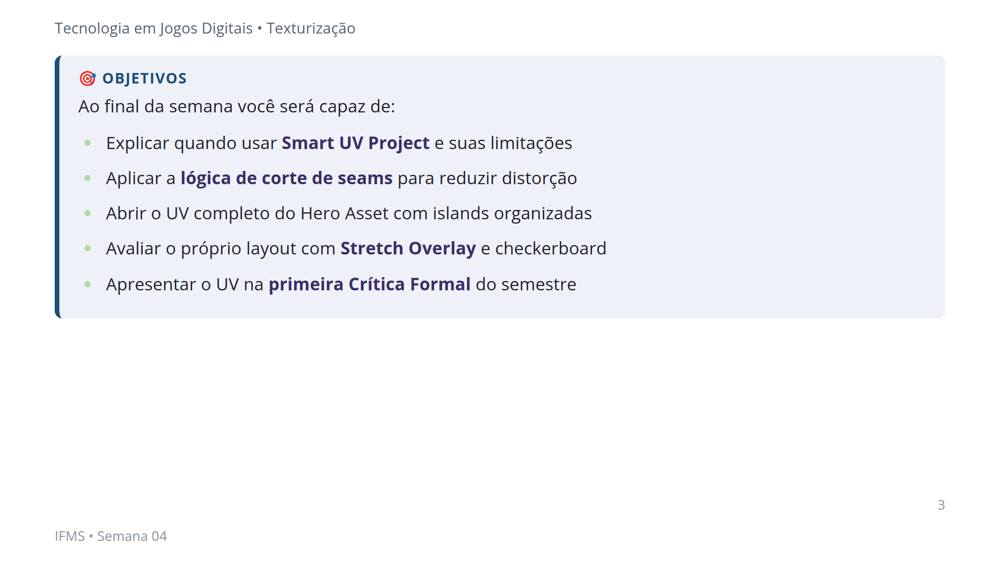 Tecnologia em Jogos Digitais • Texturização
🎯 OBJETIVOS
Ao final da semana você será capaz de:
• Explicar quando usar Smart UV Project e suas limitações
• Aplicar a lógica de corte de seams para reduzir distorção
• Abrir o UV completo do Hero Asset com islands organizadas
• Avaliar o próprio layout com Stretch Overlay e checkerboard
• Apresentar o UV na primeira Crítica Formal do semestre
3
IFMS • Semana 04